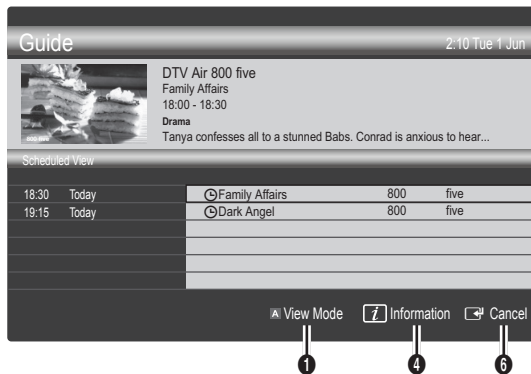 Guide
2:10 Tue 1 Jun
DTV Air 800 five
Family Affairs
18:00 - 18:30
Drama
Tanya confesses all to a stunned Babs. Conrad is anxious to hear...
Scheduled View
18:30 Today Family Affairs 800 five
19:15 Today Dark Angel 800 five
A View Mode i Information Cancel
1 4 6